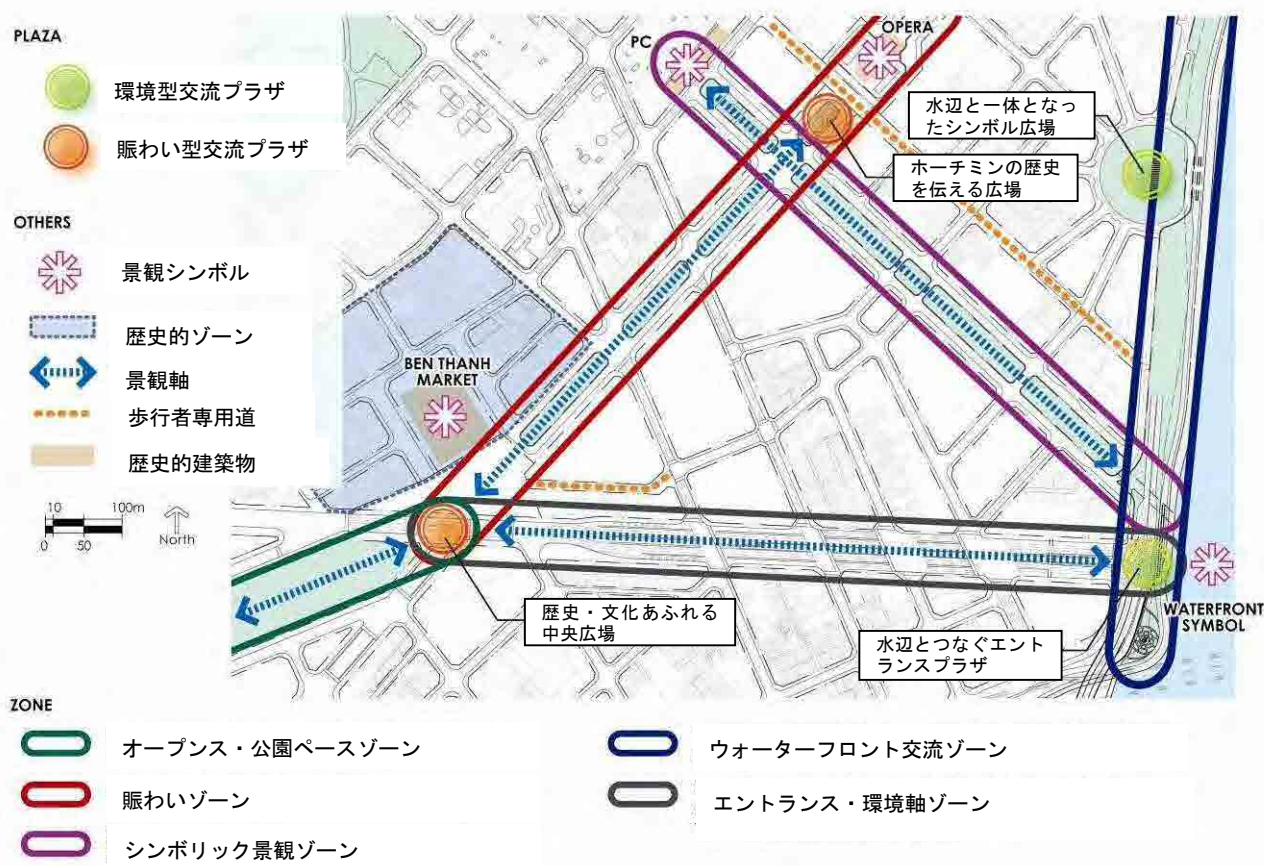 PLAZA
環境型交流プラザ
賑わい型交流プラザ
OTHERS
景観シンボル
歴史的ゾーン
景観軸
歩行者専用道
歴史的建築物
10 100m
0 50
North
PC
OPERA
水辺と一体となっ
たシンボル広場
ホーチミンの歴史
を伝える広場
BEN THANH
MARKET
歴史・文化あふれる
中央広場
水辺とつなぐエント
ランスプラザ
WATERFRONT
SYMBOL
ZONE
オープンス・公園ペースゾーン
賑わいゾーン
シンボリック景観ゾーン
ウォーターフロント交流ゾーン
エントランス・環境軸ゾーン